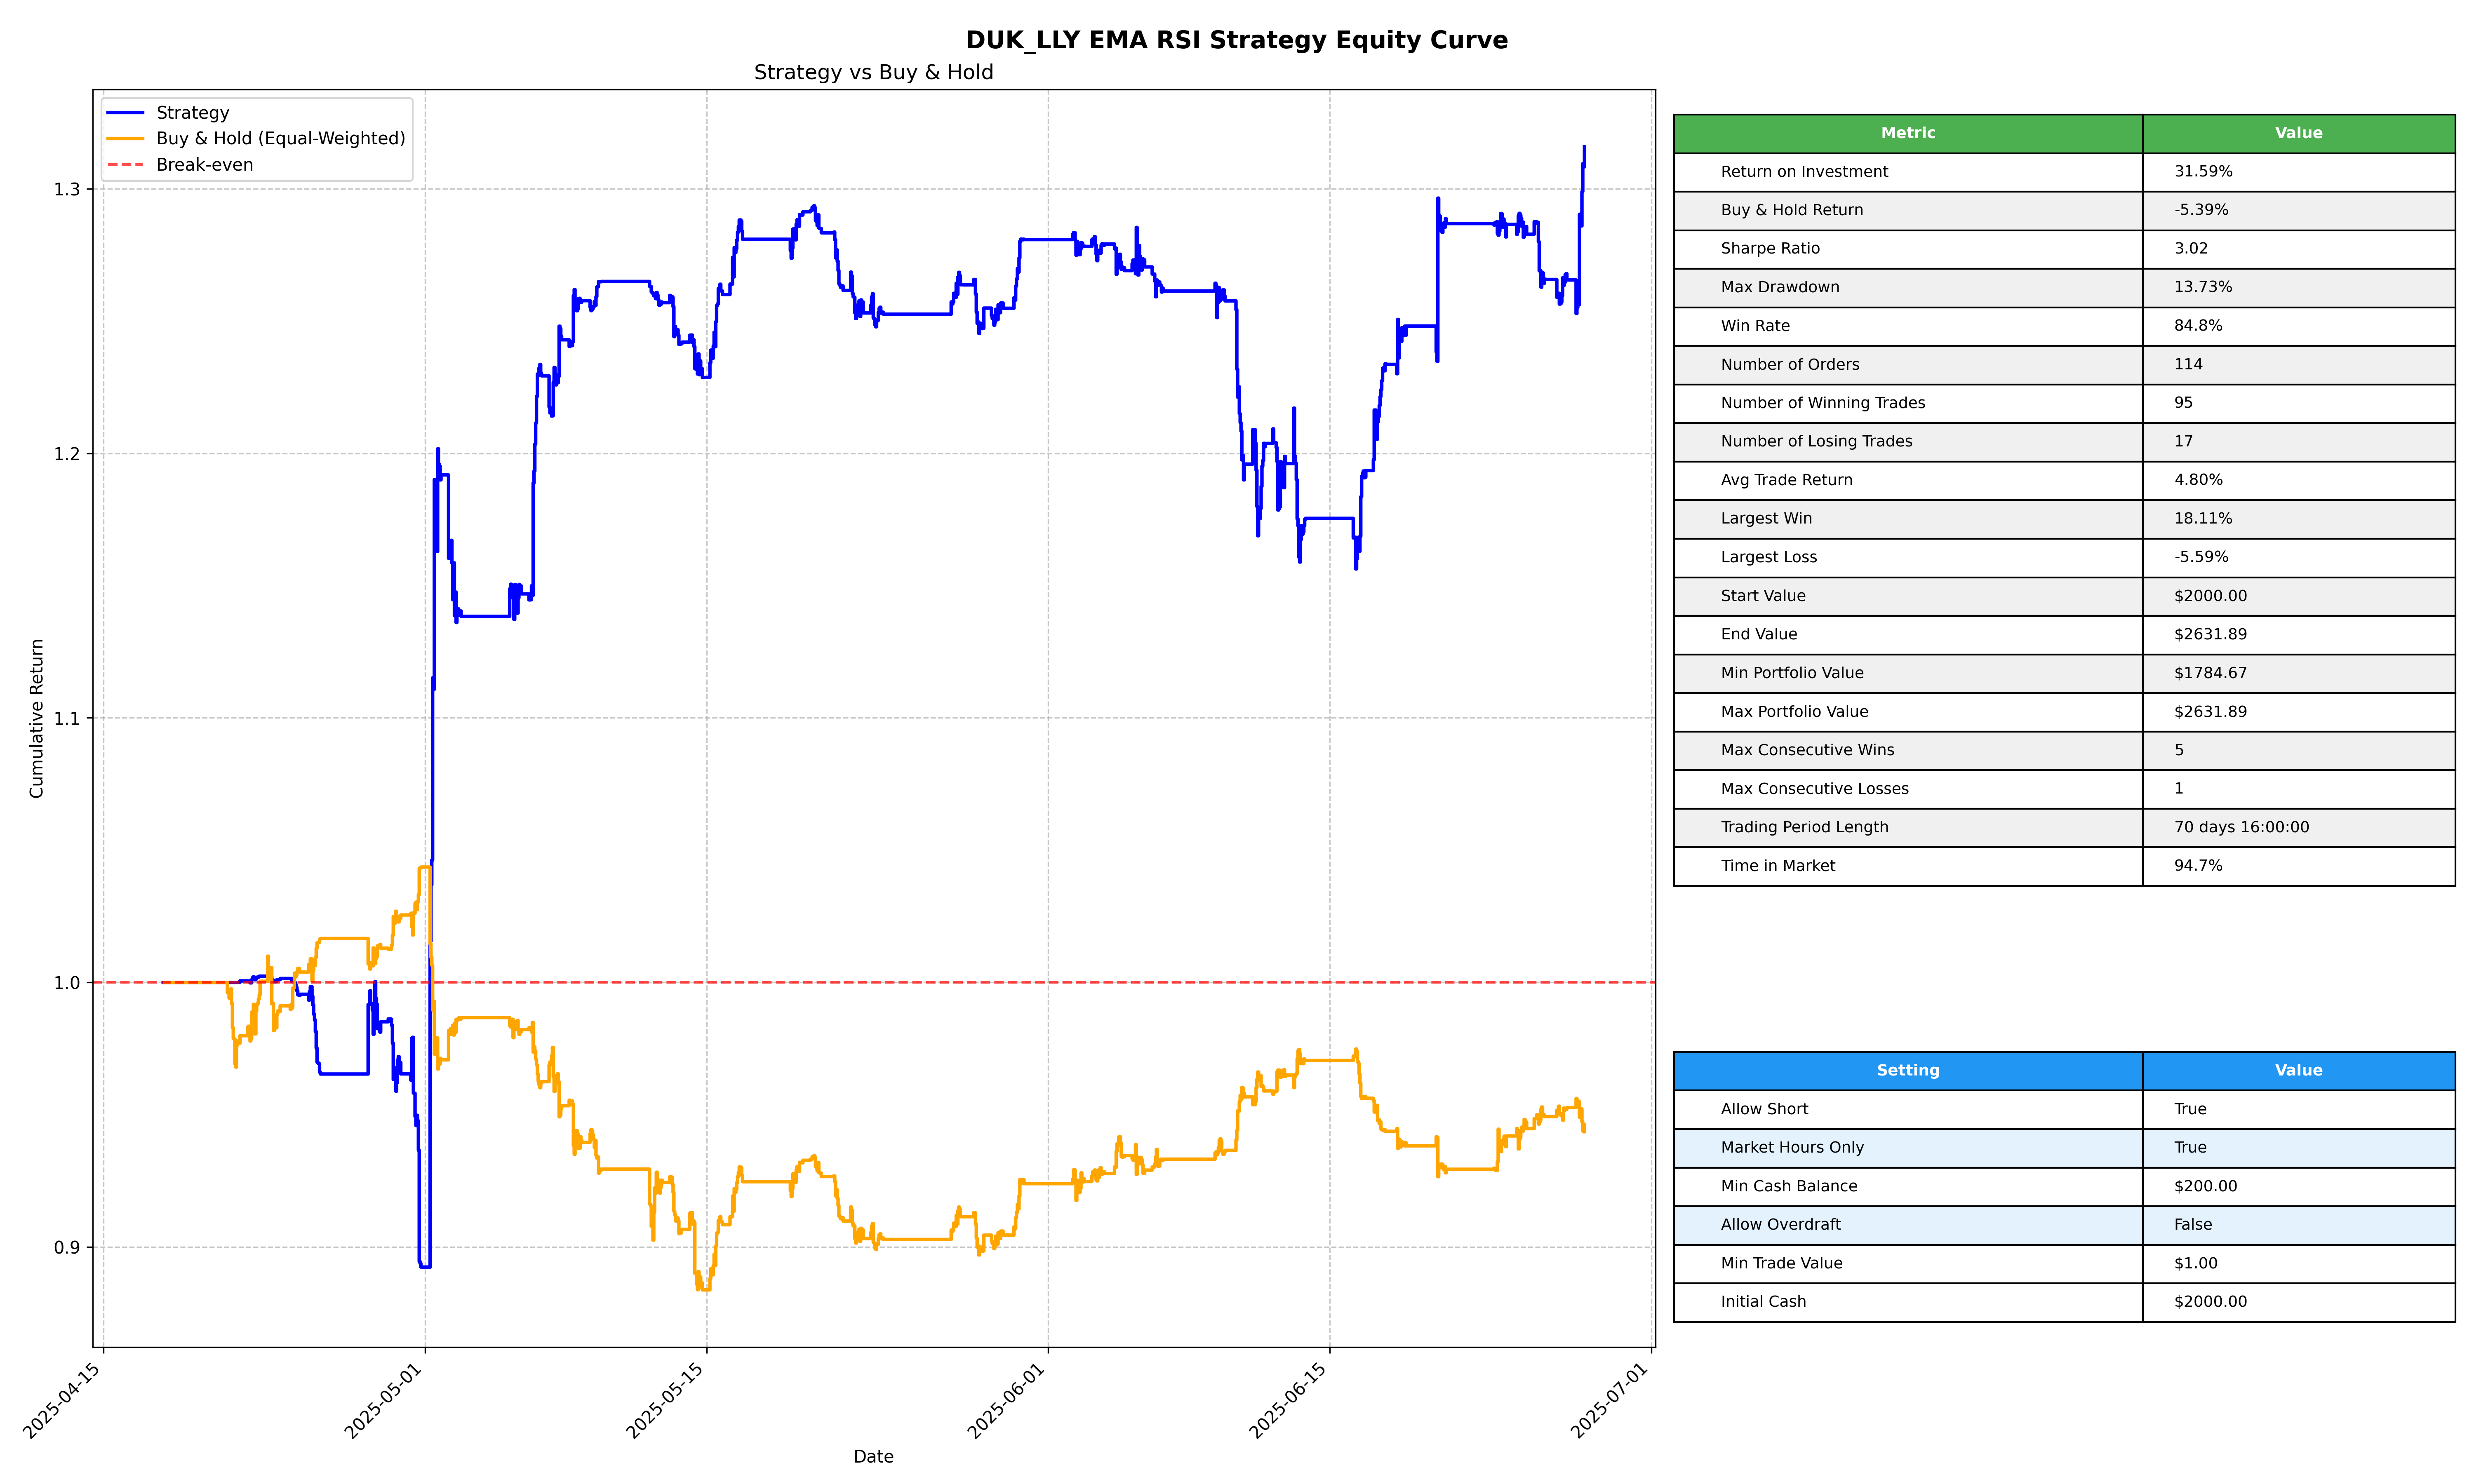 DUK_LLY EMA RSI Strategy Equity Curve
Strategy vs Buy & Hold
Strategy
Buy & Hold (Equal-Weighted)
Break-even
1.3
1.2
1.1
1.0
0.9
Cumulative Return
2025-04-15
2025-05-01
2025-05-15
2025-06-01
2025-06-15
2025-07-01
Date
Metric Value
Return on Investment 31.59%
Buy & Hold Return -5.39%
Sharpe Ratio 3.02
Max Drawdown 13.73%
Win Rate 84.8%
Number of Orders 114
Number of Winning Trades 95
Number of Losing Trades 17
Avg Trade Return 4.80%
Largest Win 18.11%
Largest Loss -5.59%
Start Value $2000.00
End Value $2631.89
Min Portfolio Value $1784.67
Max Portfolio Value $2631.89
Max Consecutive Wins 5
Max Consecutive Losses 1
Trading Period Length 70 days 16:00:00
Time in Market 94.7%
Setting Value
Allow Short True
Market Hours Only True
Min Cash Balance $200.00
Allow Overdraft False
Min Trade Value $1.00
Initial Cash $2000.00